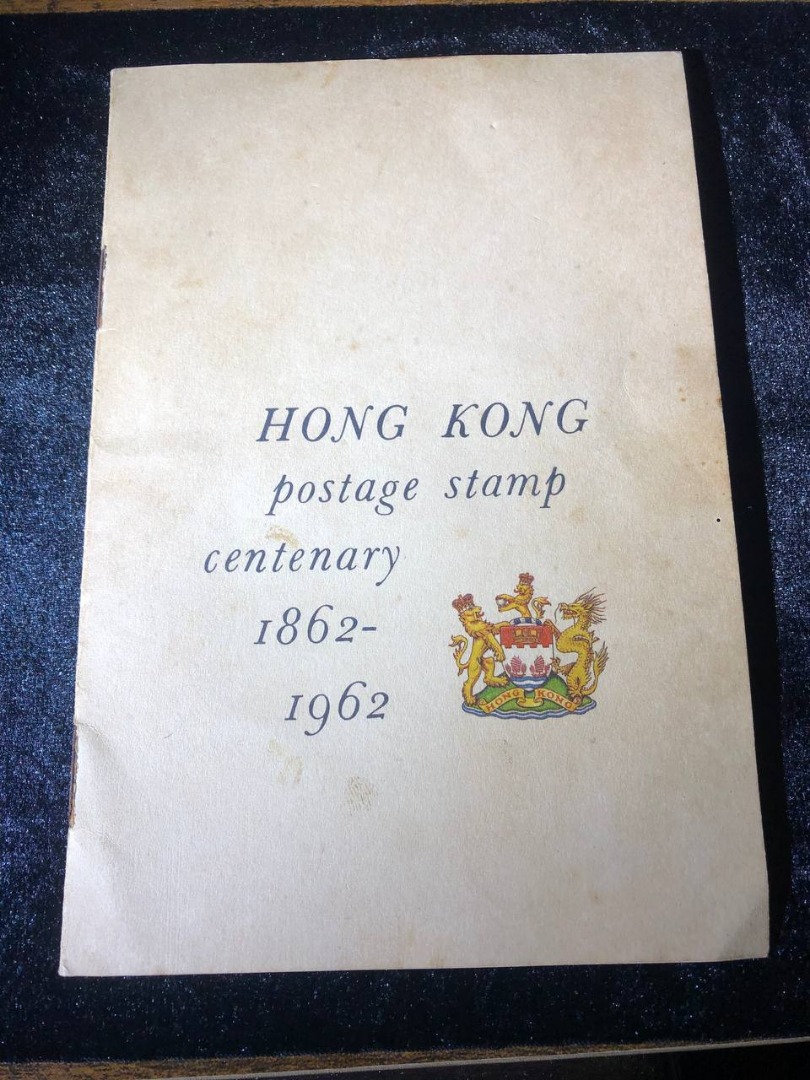 HONG KONG
postage stamp
centenary
1862-
1962
HONG KONG